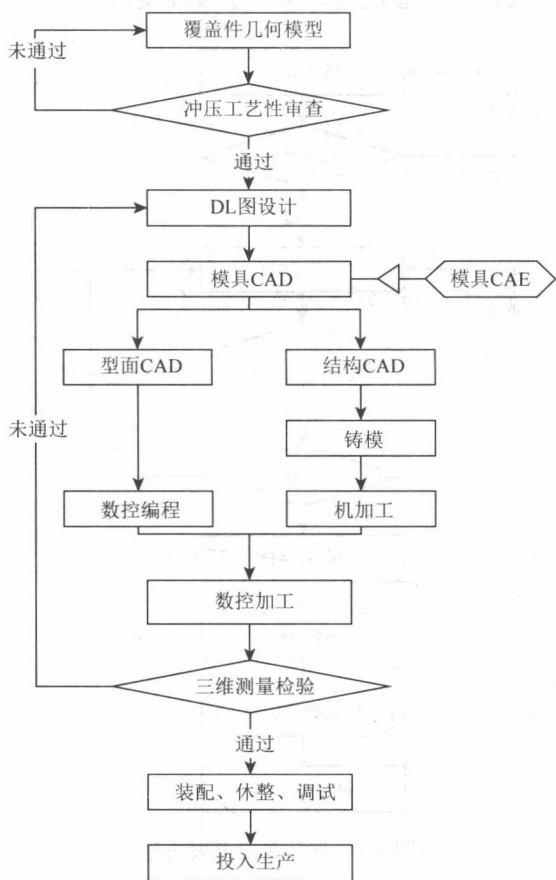 覆盖件几何模型
未通过
冲压工艺性审查
通过
DL图设计
模具CAD
模具CAE
型面CAD
结构CAD
未通过
铸模
数控编程
机加工
数控加工
三维测量检验
通过
装配、休整、调试
投入生产